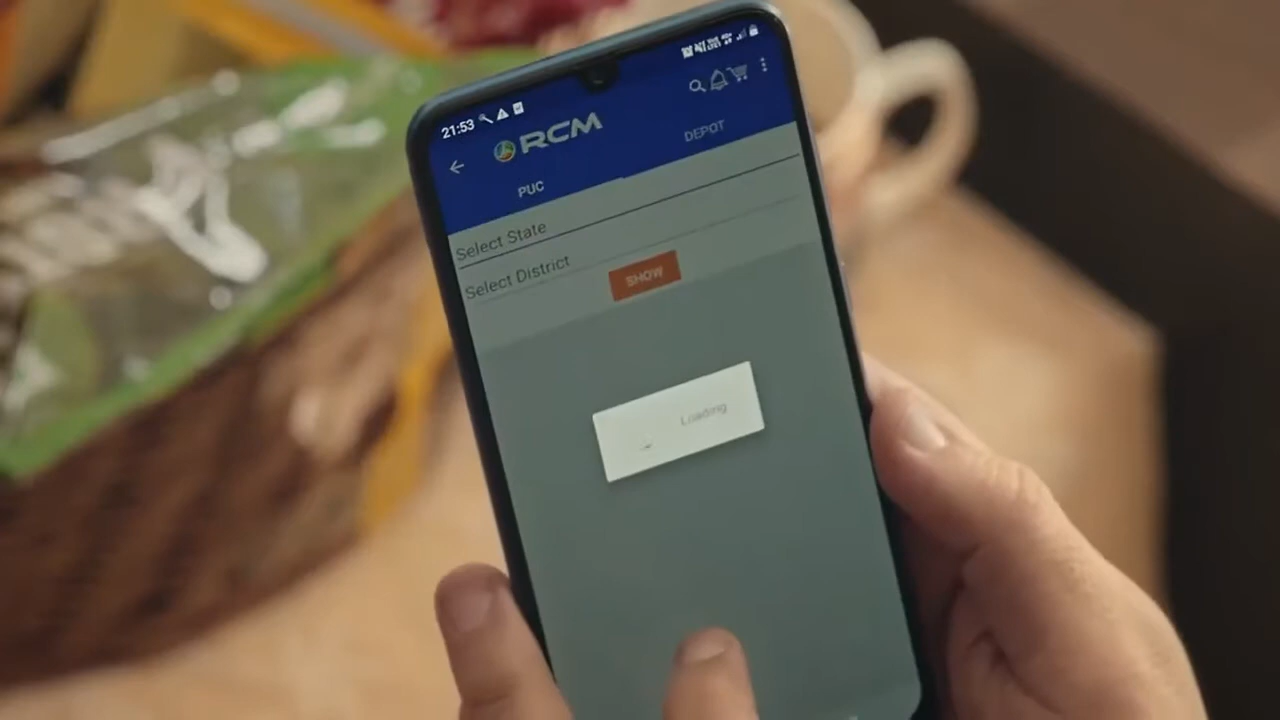 21:53
RCM
PUC
DEPOT
Select State
Select District
SHOW
Loading